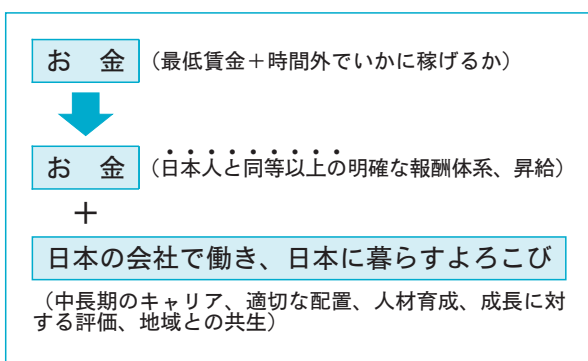 お 金（最低賃金＋時間外でいかに稼げるか）
お 金（日本人と同等以上の明確な報酬体系、昇給）
＋
日本の会社で働き、日本に暮らすよろこび
（中長期のキャリア、適切な配置、人材育成、成長に対
する評価、地域との共生）